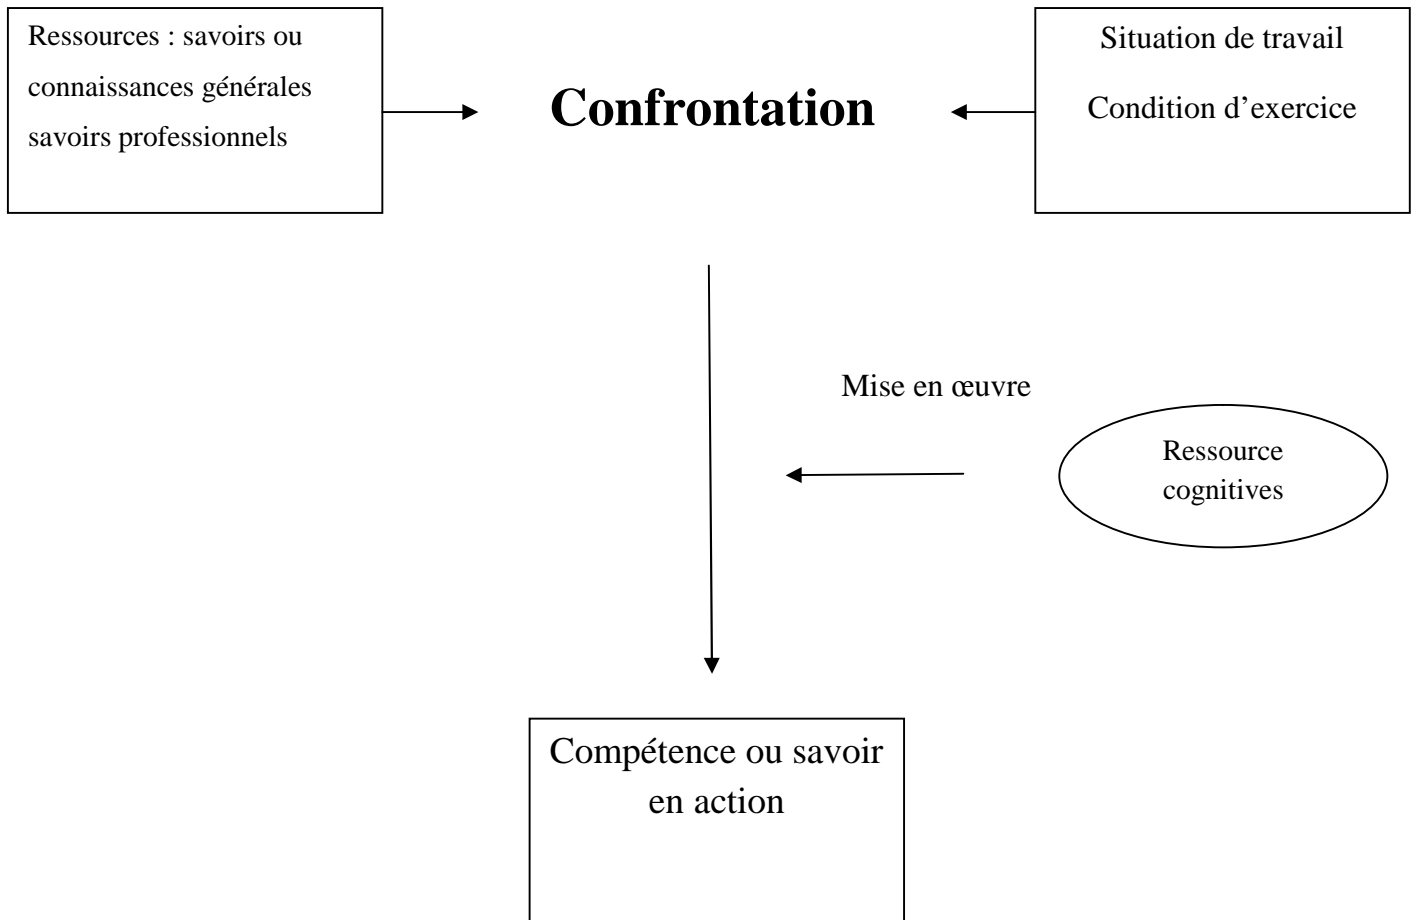 Ressources : savoirs ou
connaissances générales
savoirs professionnels
Confrontation
Situation de travail
Condition d’exercice
Mise en œuvre
Ressource
cognitives
Compétence ou savoir
en action